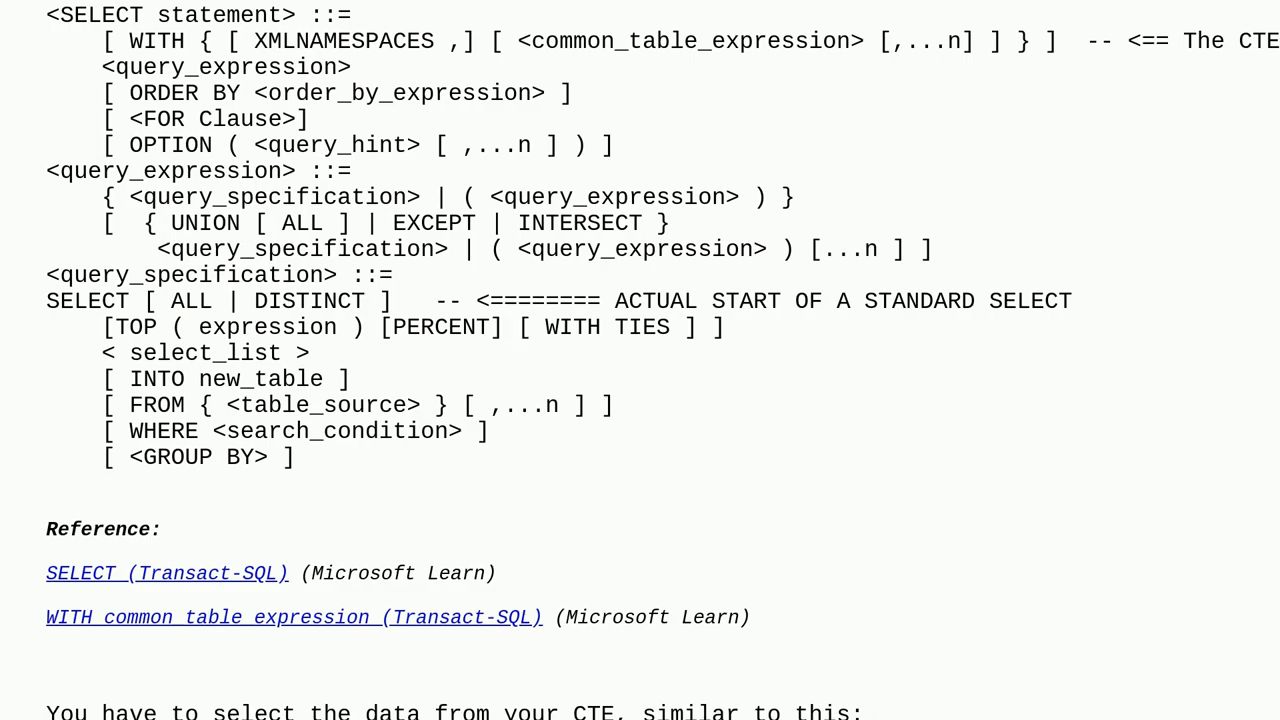 <SELECT statement> ::=
    [ WITH { [ XMLNAMESPACES ,] [ <common_table_expression> [,...n] ] } ]  -- <== The CTE
    <query_expression>
    [ ORDER BY <order_by_expression> ]
    [ <FOR Clause>]
    [ OPTION ( <query_hint> [ ,...n ] ) ]
<query_expression> ::=
    { <query_specification> | ( <query_expression> ) }
    [  { UNION [ ALL ] | EXCEPT | INTERSECT }
        <query_specification> | ( <query_expression> ) [...n ] ]
<query_specification> ::=
SELECT [ ALL | DISTINCT ]   -- <======== ACTUAL START OF A STANDARD SELECT
    [TOP ( expression ) [PERCENT] [ WITH TIES ] ]
    < select_list >
    [ INTO new_table ]
    [ FROM { <table_source> } [ ,...n ] ]
    [ WHERE <search_condition> ]
    [ <GROUP BY> ]
Reference:
SELECT (Transact-SQL) (Microsoft Learn)
WITH common_table_expression (Transact-SQL) (Microsoft Learn)
You have to select the data from your CTE, similar to this: